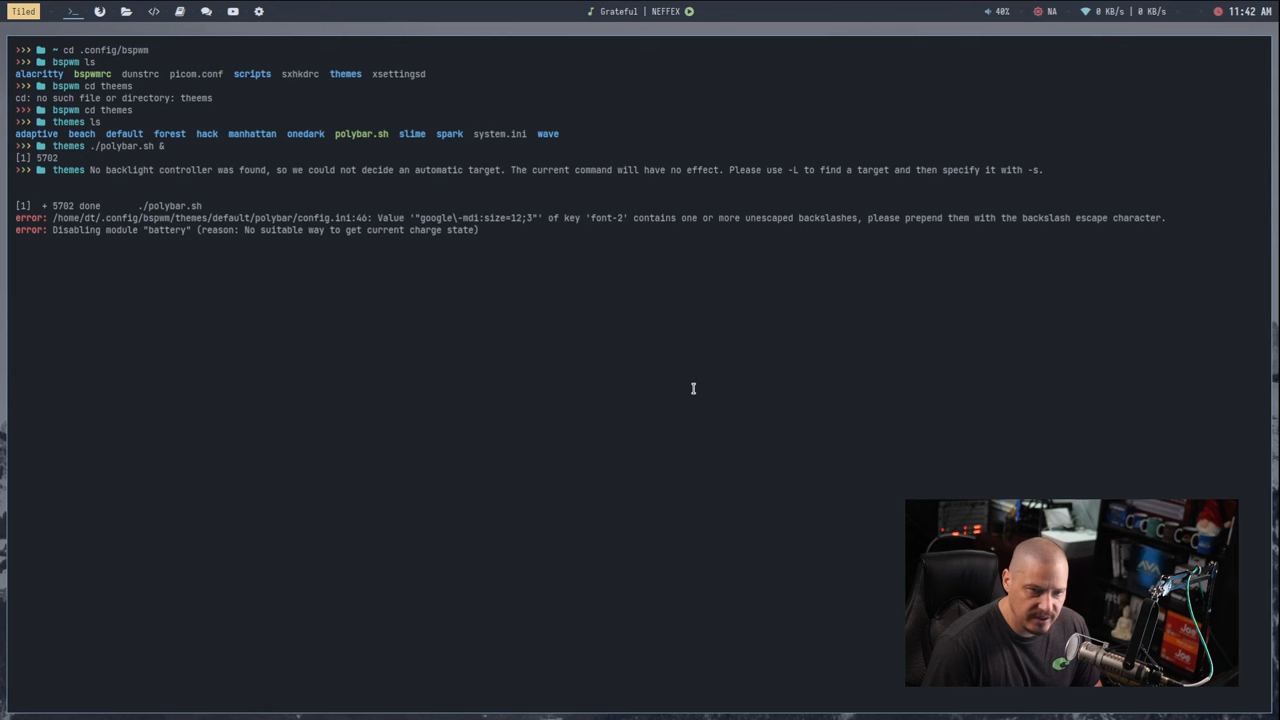 Tiled
Grateful | NEFFEX
40%
NA
0 KB/s | 0 KB/s
11:42 AM
>>> ~ cd .config/bspwm
>>> bspwm ls
alacritty bspwmrc dunstrc picom.conf scripts sxhkdrc themes xsettingsd
>>> bspwm cd theems
cd: no such file or directory: theems
>>> bspwm cd themes
>>> themes ls
adaptive beach default forest hack manhattan onedark polybar.sh slime spark system.ini wave
>>> themes ./polybar.sh &
[1] 5702
>>> themes No backlight controller was found, so we could not decide an automatic target. The current command will have no effect. Please use -L to find a target and then specify it with -s.
[1] + 5702 done ./polybar.sh
error: /home/dt/.config/bspwm/themes/default/polybar/config.ini:46: Value '"google\-mdi:size=12;3"' of key 'font-2' contains one or more unescaped backslashes, please prepend them with the backslash escape character.
error: Disabling module "battery" (reason: No suitable way to get current charge state)
AVA
Joe
Joe